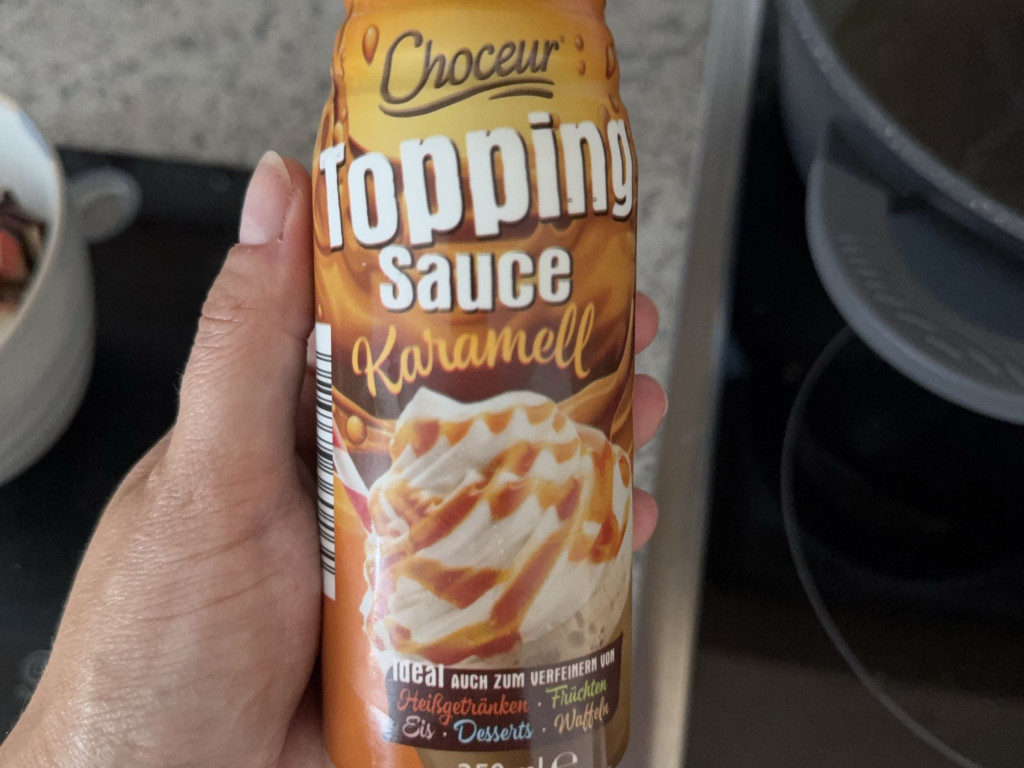 Choceur
Topping
Sauce
Karamell
Ideal AUCH ZUM VERFEINERN VON
Heißgetränken · Früchten
Eis · Desserts · Waffeln